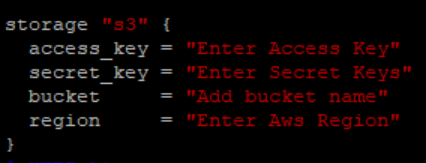 storage "s3" {
  access_key = "Enter Access Key"
  secret_key = "Enter Secret Keys"
  bucket     = "Add bucket name"
  region     = "Enter Aws Region"
}